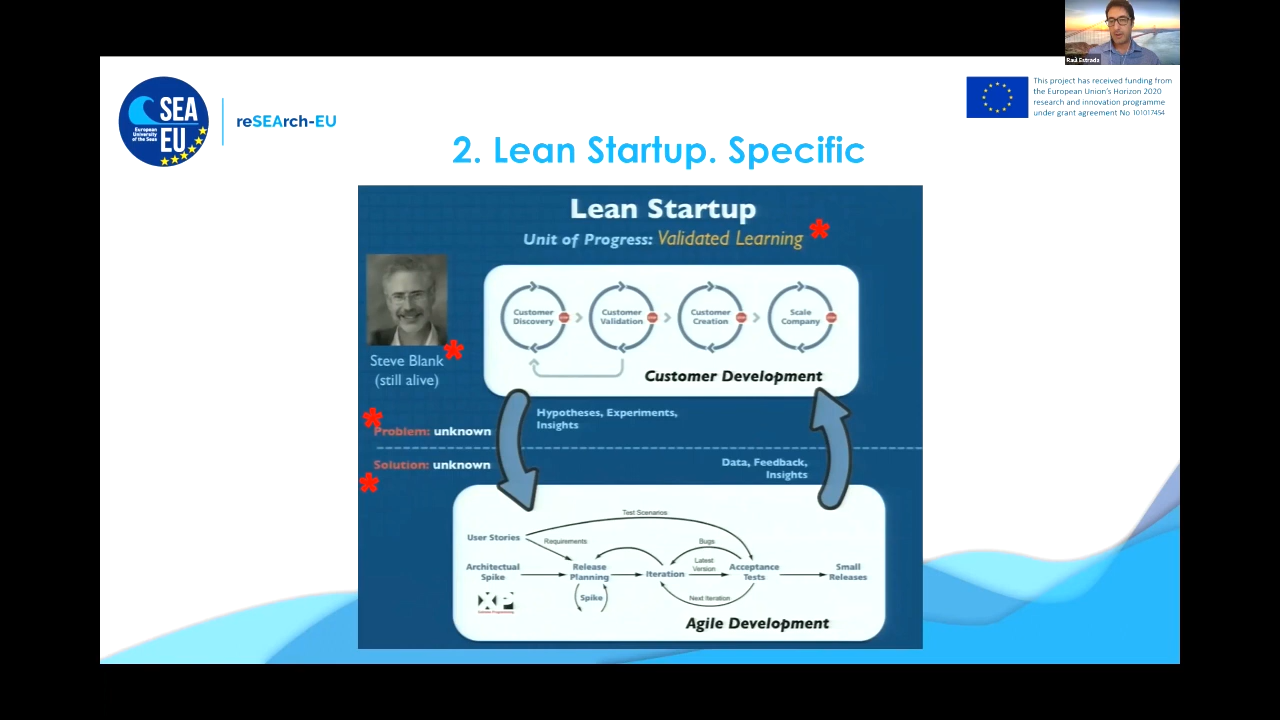 Raúl Estrada
SEA
European
University
of the Seas
EU
reSEArch-EU
This project has received funding from
the European Union's Horizon 2020
research and innovation programme
under grant agreement No 101017454
2. Lean Startup. Specific
Lean Startup
Unit of Progress: Validated Learning *
Customer
Discovery
Customer
Validation
Customer
Creation
Scale
Company
Customer Development
Steve Blank *
(still alive)
*
Problem: unknown
Solution: unknown
*
Hypotheses, Experiments,
Insights
Data, Feedback,
Insights
Test Scenarios
User Stories
Requirements
Bugs
Architectural
Spike
Release
Planning
Iteration
Latest
Version
Acceptance
Tests
Small
Releases
Spike
Next Iteration
XP
Agile Development